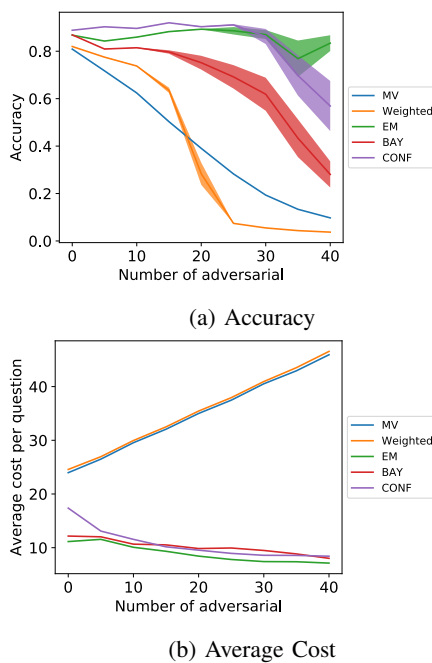 0.8
0.6
0.4
0.2
0.0
Accuracy
0 10 20 30 40
Number of adversarial
MV
Weighted
EM
BAY
CONF
(a) Accuracy
40
30
20
10
Average cost per question
0 10 20 30 40
Number of adversarial
MV
Weighted
EM
BAY
CONF
(b) Average Cost